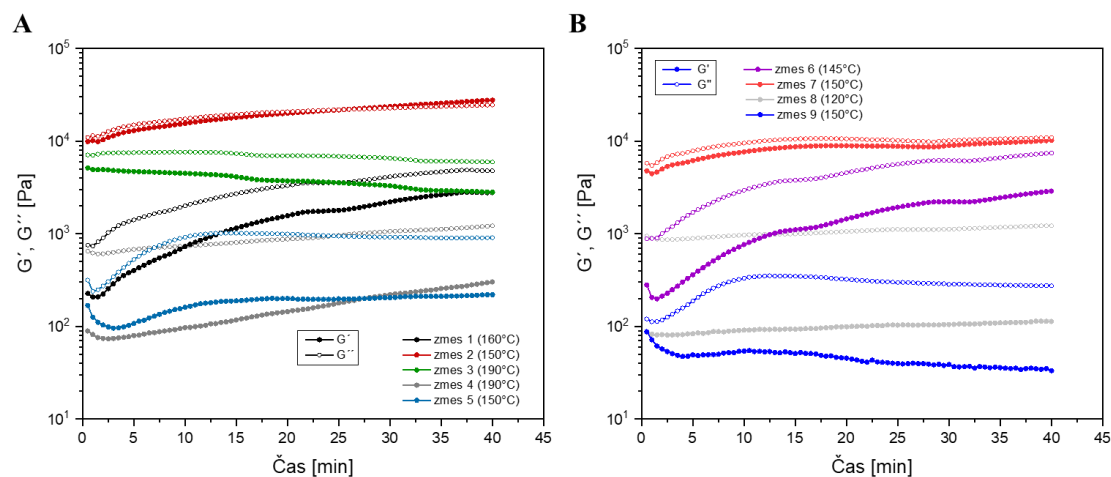 A
10^5
10^4
10^3
10^2
10^1
G′, G′′ [Pa]
0 5 10 15 20 25 30 35 40 45
Čas [min]
G′
G′′
zmes 1 (160°C)
zmes 2 (150°C)
zmes 3 (190°C)
zmes 4 (190°C)
zmes 5 (150°C)
B
10^5
10^4
10^3
10^2
10^1
G′, G′′ [Pa]
0 5 10 15 20 25 30 35 40 45
Čas [min]
G'
G"
zmes 6 (145°C)
zmes 7 (150°C)
zmes 8 (120°C)
zmes 9 (150°C)